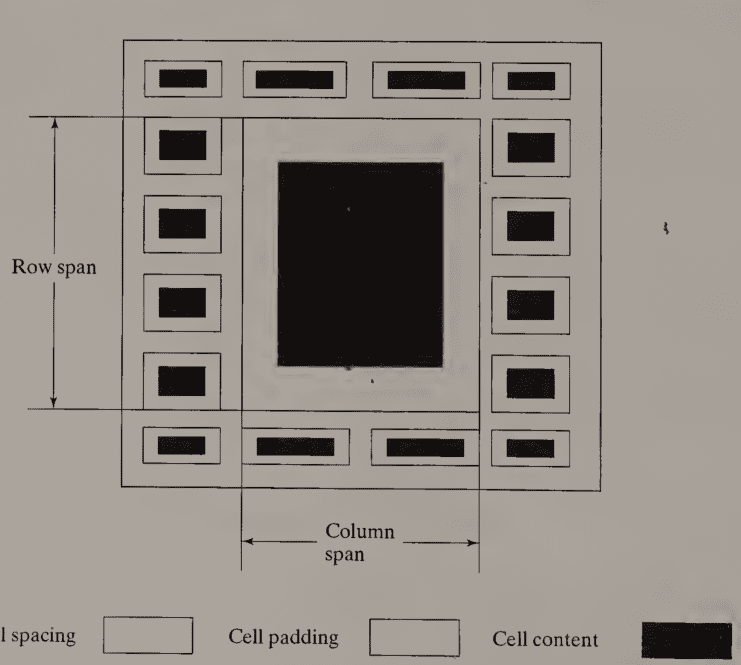 Row span
Column
span
l spacing
Cell padding
Cell content